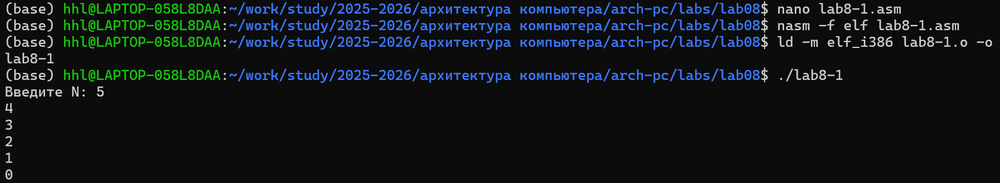 (base) hhl@LAPTOP-058L8DAA:~/work/study/2025-2026/архитектура компьютера/arch-pc/labs/lab08$ nano lab8-1.asm
(base) hhl@LAPTOP-058L8DAA:~/work/study/2025-2026/архитектура компьютера/arch-pc/labs/lab08$ nasm -f elf lab8-1.asm
(base) hhl@LAPTOP-058L8DAA:~/work/study/2025-2026/архитектура компьютера/arch-pc/labs/lab08$ ld -m elf_i386 lab8-1.o -o
lab8-1
(base) hhl@LAPTOP-058L8DAA:~/work/study/2025-2026/архитектура компьютера/arch-pc/labs/lab08$ ./lab8-1
Введите N: 5
4
3
2
1
0